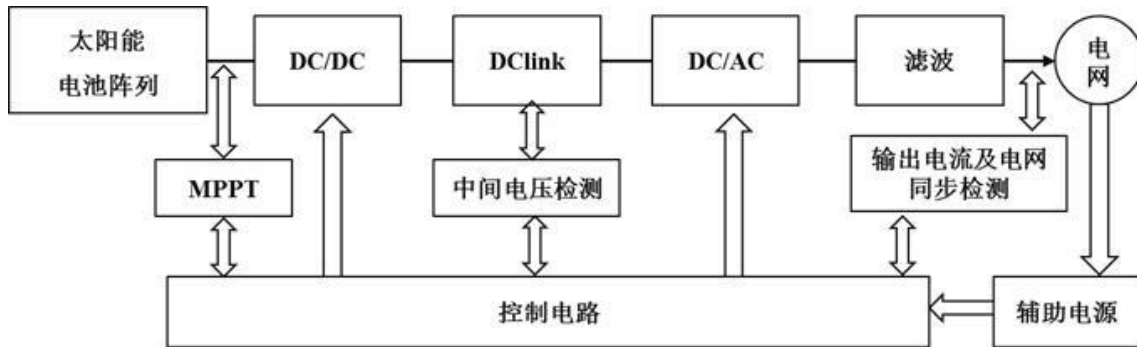 太阳能
电池阵列
DC/DC
DClink
DC/AC
滤波
电
网
MPPT
中间电压检测
输出电流及电网
同步检测
控制电路
辅助电源